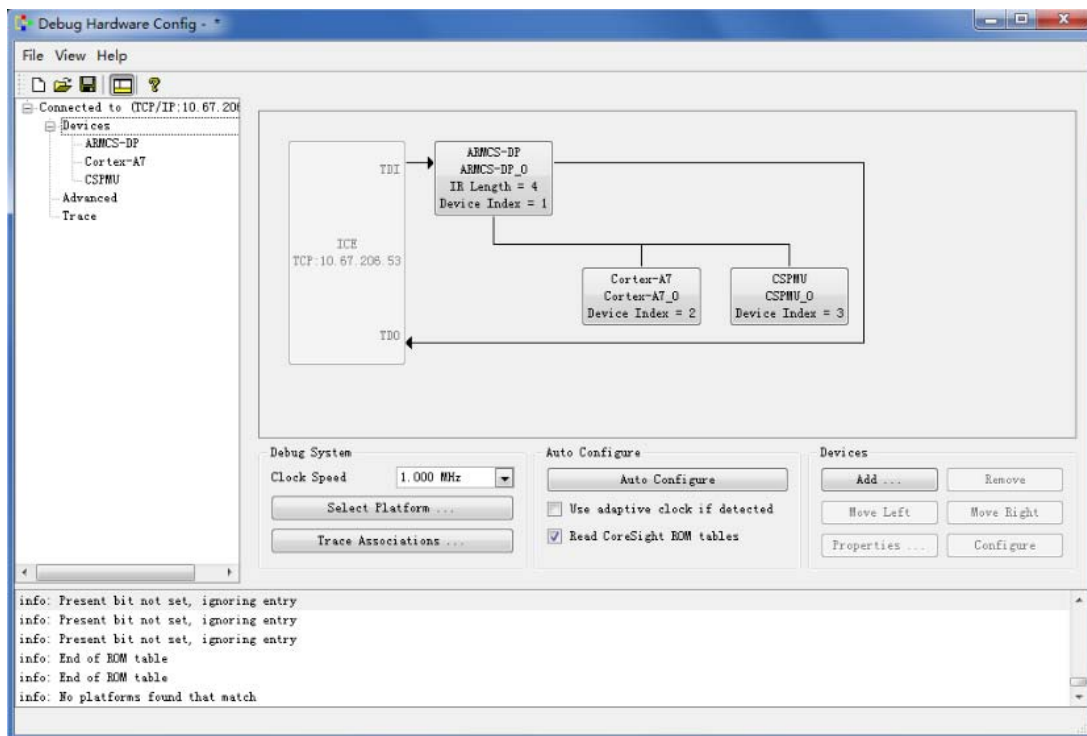 Debug Hardware Config - *
File View Help
Connected to (TCP/IP:10.67.20
Devices
ARMCS-DP
Cortex-A7
CSPMU
Advanced
Trace
TDI
ICE
TCP:10.67.206.53
TDO
ARMCS-DP
ARMCS-DP_0
IR Length = 4
Device Index = 1
Cortex-A7
Cortex-A7_0
Device Index = 2
CSPMU
CSPMU_0
Device Index = 3
Debug System
Clock Speed 1.000 MHz
Select Platform ...
Trace Associations ...
Auto Configure
Auto Configure
Use adaptive clock if detected
Read CoreSight ROM tables
Devices
Add ... Remove
Move Left Move Right
Properties ... Configure
info: Present bit not set, ignoring entry
info: Present bit not set, ignoring entry
info: Present bit not set, ignoring entry
info: End of ROM table
info: End of ROM table
info: No platforms found that match